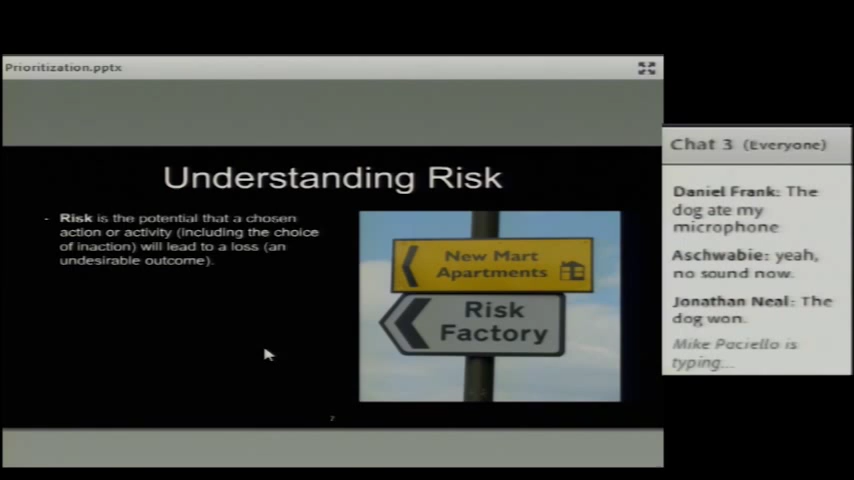 Prioritization.pptx
Understanding Risk
- Risk is the potential that a chosen
action or activity (including the choice
of inaction) will lead to a loss (an
undesirable outcome).
New Mart
Apartments
Risk
Factory
7
Chat 3 (Everyone)
Daniel Frank: The
dog ate my
microphone
Aschwabie: yeah,
no sound now.
Jonathan Neal: The
dog won.
Mike Paciello is
typing...